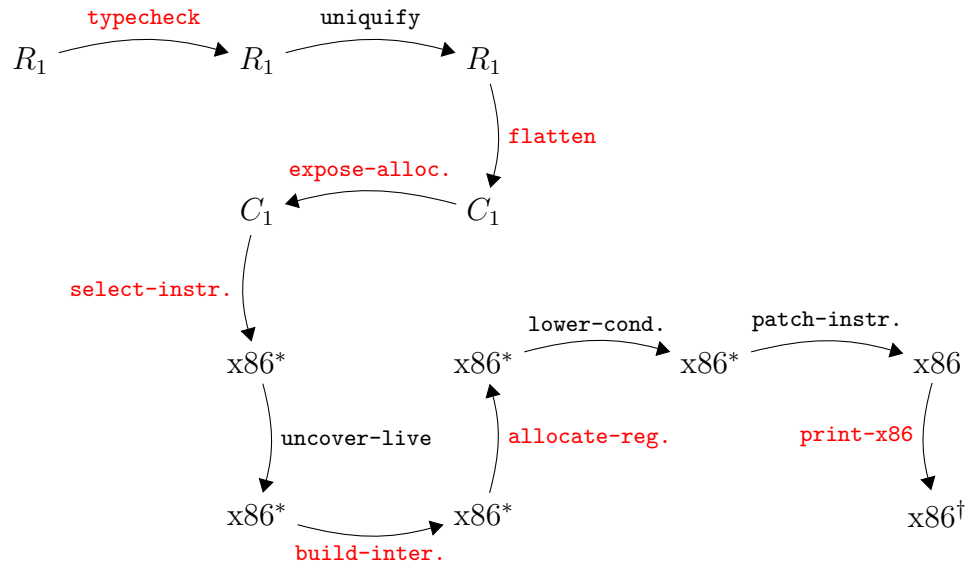 typecheck
uniquify
R₁
R₁
R₁
flatten
expose-alloc.
C₁
C₁
select-instr.
lower-cond.
patch-instr.
x86*
x86*
x86*
x86
uncover-live
allocate-reg.
print-x86
x86*
x86*
x86†
build-inter.